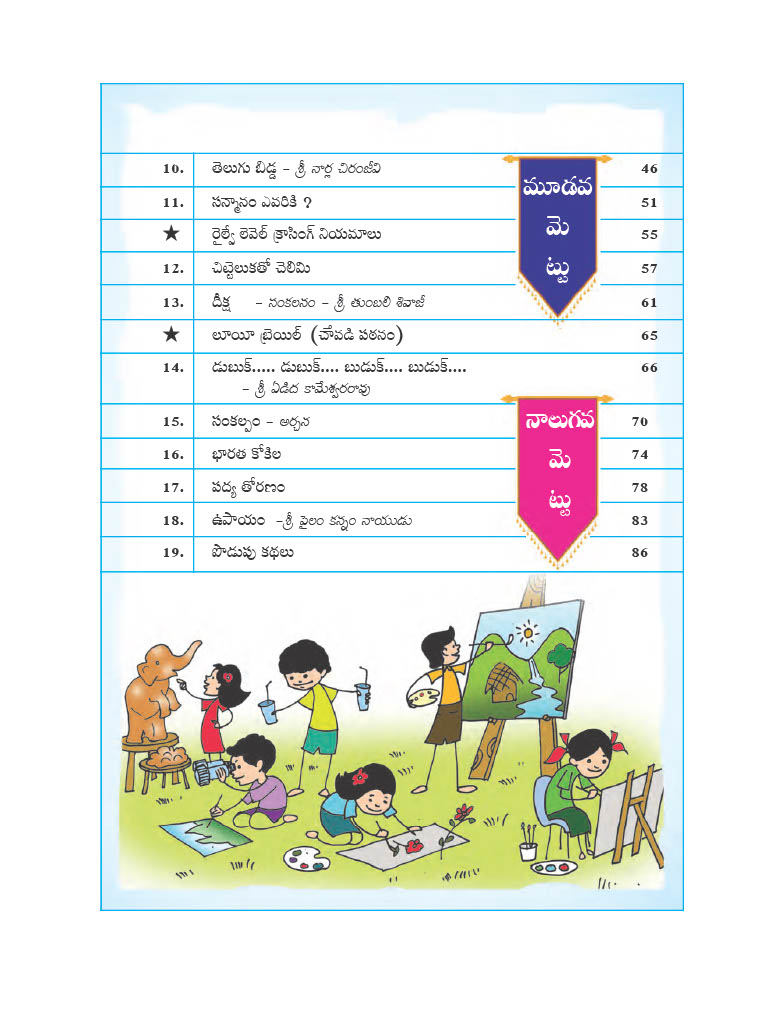 10. తెలుగు బిడ్డ – శ్రీ నార్ల చిరంజీవి 46
11. సన్మానం ఎవరికి ? 51
★ రైల్వే లెవెల్ క్రాసింగ్ నియమాలు 55
12. చిట్టెలుకతో చెలిమి 57
13. దీక్ష – సంకలనం – శ్రీ తుంబలి శివాజీ 61
★ లూయీ బ్రెయిల్ (చావడి పఠనం) 65
14. డుబుక్..... డుబుక్.... బుడుక్.... బుడుక్.... 66
– శ్రీ ఏడిద కామేశ్వరరావు
మూడవ
మె
ట్టు
15. సంకల్పం – అర్చన 70
16. భారత కోకిల 74
17. పద్య తోరణం 78
18. ఉపాయం –శ్రీ పైలం కన్నం నాయుడు 83
19. పొడుపు కథలు 86
నాలుగవ
మె
ట్టు